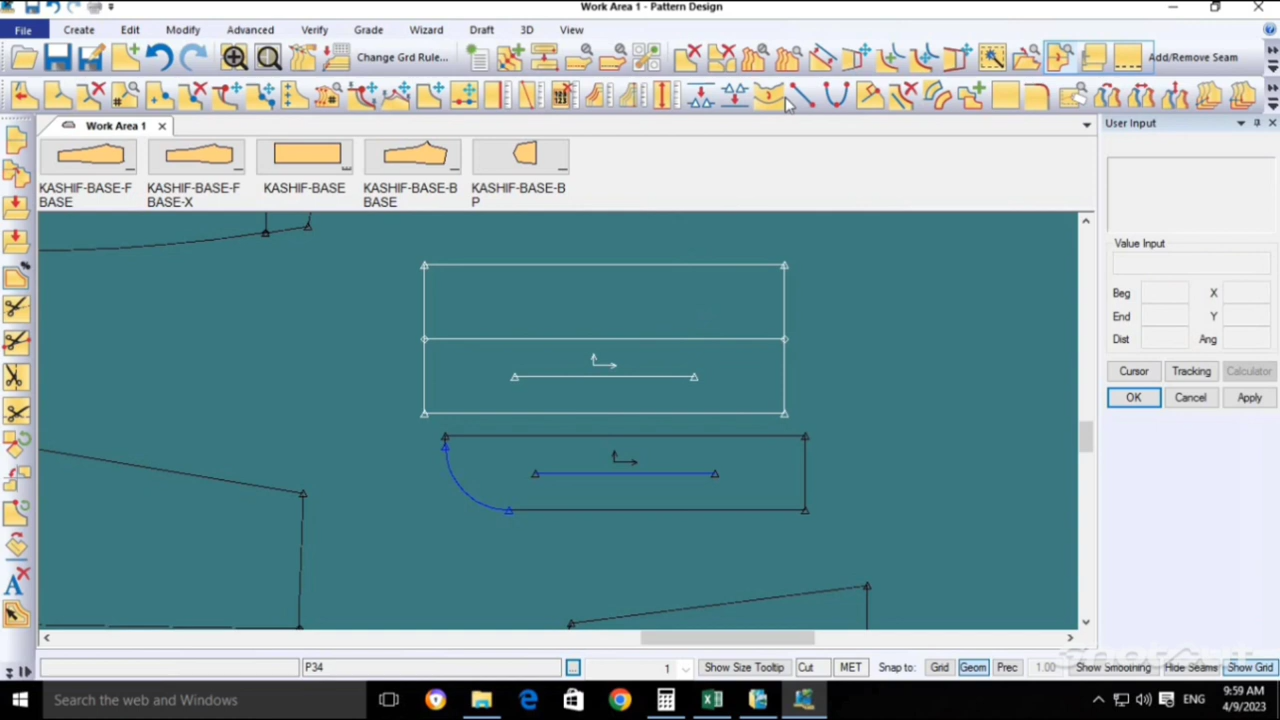 Work Area 1 - Pattern Design
File Create Edit Modify Advanced Verify Grade Wizard Draft 3D View
Change Grd Rule... Add/Remove Seam
Work Area 1
User Input
KASHIF-BASE-F
BASE
KASHIF-BASE-F
BASE-X
KASHIF-BASE
KASHIF-BASE-B
BASE
KASHIF-BASE-B
P
Value Input
Beg X
End Y
Dist Ang
Cursor Tracking Calculator
OK Cancel Apply
P34 ... 1 Show Size Tooltip Cut MET Snap to: Grid Geom Prec 1.00 Show Smoothing Hide Seams Show Grid
Search the web and Windows
ENG
9:59 AM
4/9/2023